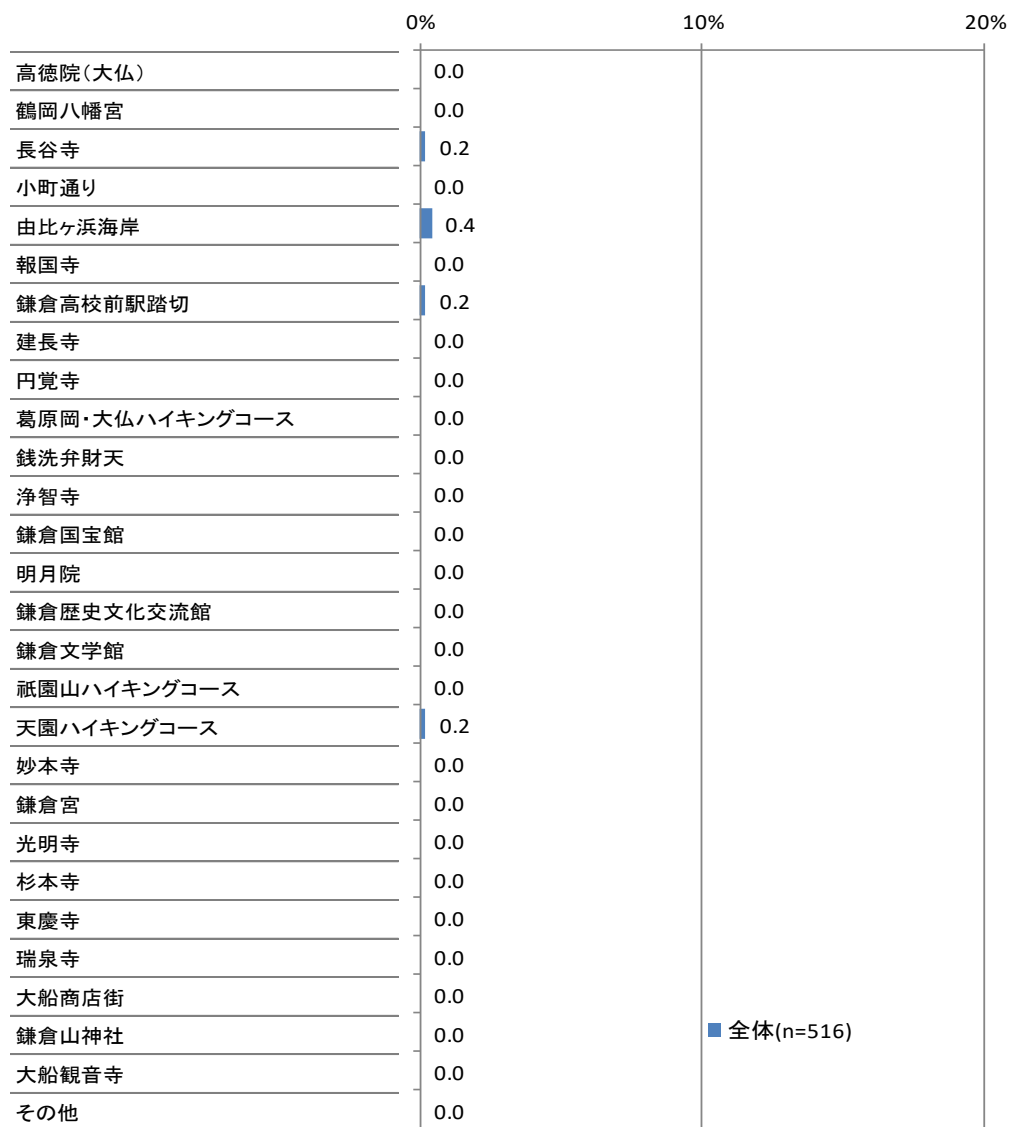 0% 10% 20%
高徳院(大仏) 0.0
鶴岡八幡宮 0.0
長谷寺 0.2
小町通り 0.0
由比ヶ浜海岸 0.4
報国寺 0.0
鎌倉高校前駅踏切 0.2
建長寺 0.0
円覚寺 0.0
葛原岡・大仏ハイキングコース 0.0
銭洗弁財天 0.0
浄智寺 0.0
鎌倉国宝館 0.0
明月院 0.0
鎌倉歴史文化交流館 0.0
鎌倉文学館 0.0
祇園山ハイキングコース 0.0
天園ハイキングコース 0.2
妙本寺 0.0
鎌倉宮 0.0
光明寺 0.0
杉本寺 0.0
東慶寺 0.0
瑞泉寺 0.0
大船商店街 0.0
鎌倉山神社 0.0 全体(n=516)
大船観音寺 0.0
その他 0.0